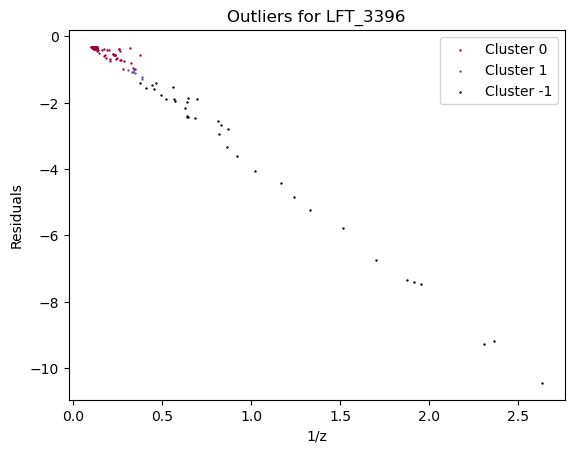 Outliers for LFT_3396
Cluster 0
Cluster 1
Cluster -1
Residuals
0
−2
−4
−6
−8
−10
0.0 0.5 1.0 1.5 2.0 2.5
1/z